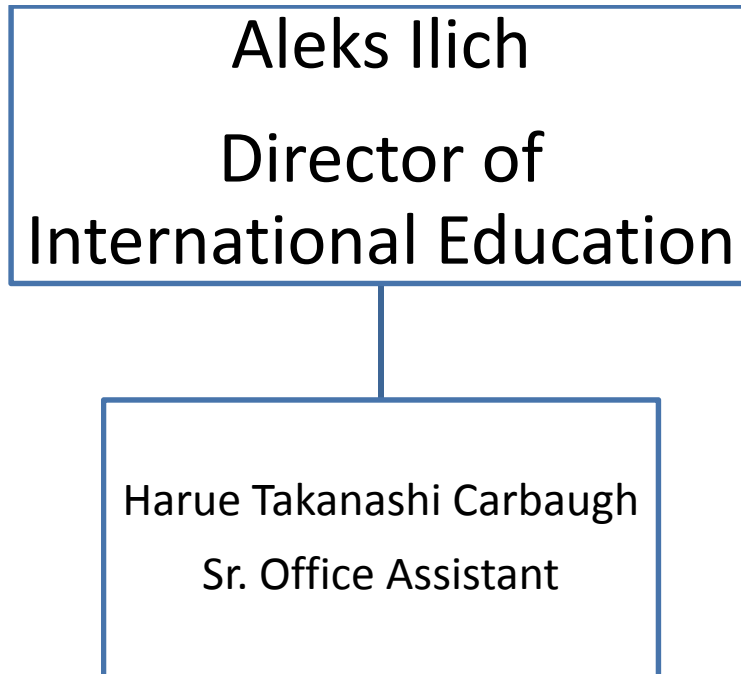 Aleks Ilich
Director of
International Education
Harue Takanashi Carbaugh
Sr. Office Assistant